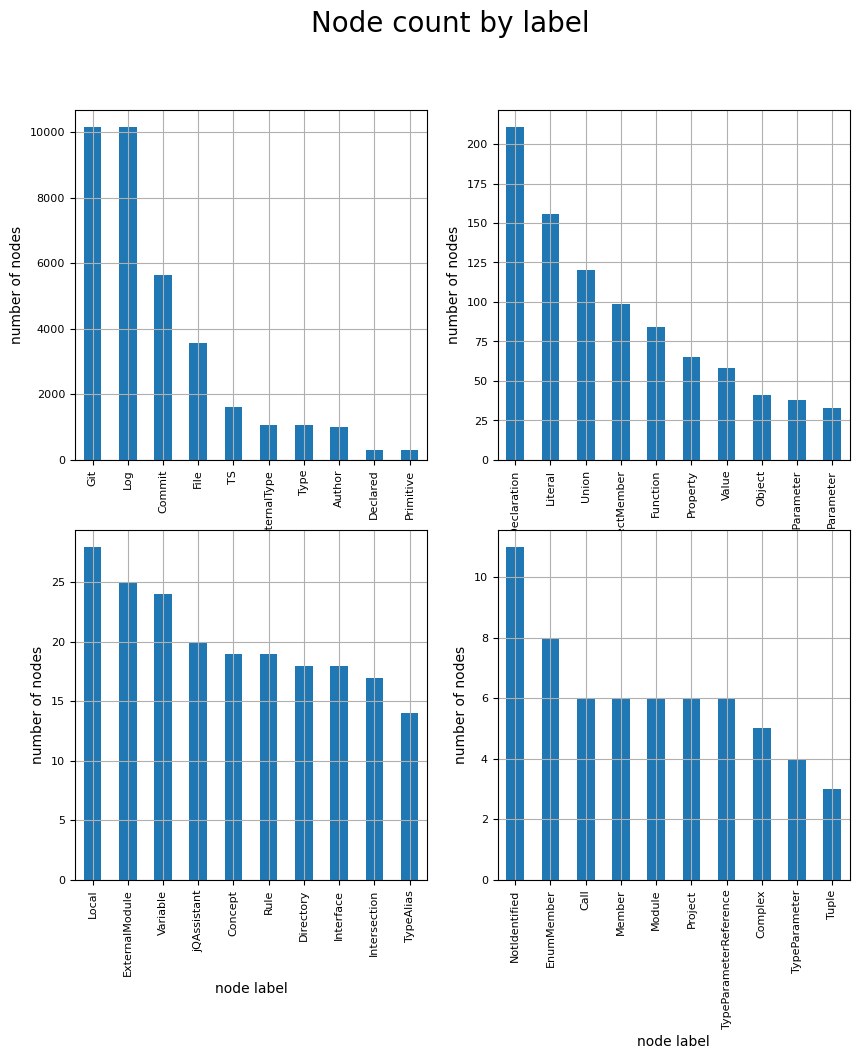 Node count by label
number of nodes
10000
8000
6000
4000
2000
0
Git
Log
Commit
File
TS
Type
Author
Declared
Primitive
number of nodes
200
175
150
125
100
75
50
25
0
Literal
Union
Function
Property
Value
Object
Parameter
Parameter
number of nodes
25
20
15
10
5
0
Local
ExternalModule
Variable
jQAssistant
Concept
Rule
Directory
Interface
Intersection
TypeAlias
node label
number of nodes
10
8
6
4
2
0
NotIdentified
EnumMember
Call
Member
Module
Project
TypeParameterReference
Complex
TypeParameter
Tuple
node label